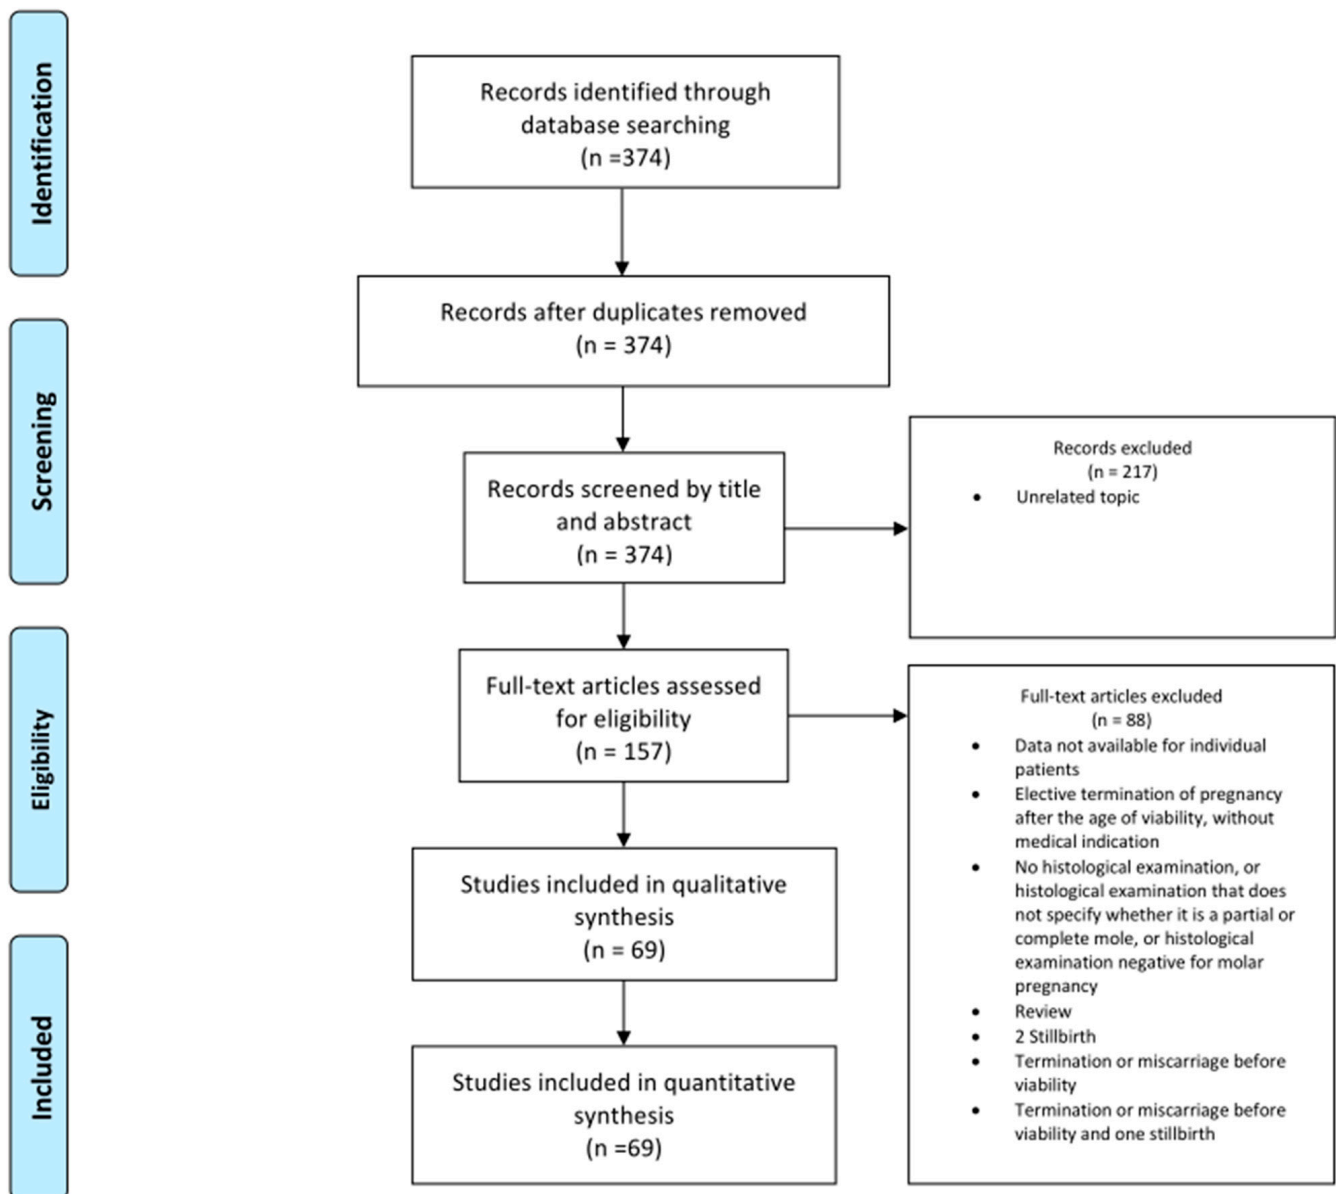 Identification
Records identified through
database searching
(n =374)
Records after duplicates removed
(n = 374)
Screening
Records screened by title
and abstract
(n = 374)
Records excluded
(n = 217)
• Unrelated topic
Eligibility
Full-text articles assessed
for eligibility
(n = 157)
Full-text articles excluded
(n = 88)
• Data not available for individual
patients
• Elective termination of pregnancy
after the age of viability, without
medical indication
• No histological examination, or
histological examination that does
not specify whether it is a partial or
complete mole, or histological
examination negative for molar
pregnancy
• Review
• 2 Stillbirth
• Termination or miscarriage before
viability
• Termination or miscarriage before
viability and one stillbirth
Included
Studies included in qualitative
synthesis
(n = 69)
Studies included in quantitative
synthesis
(n =69)